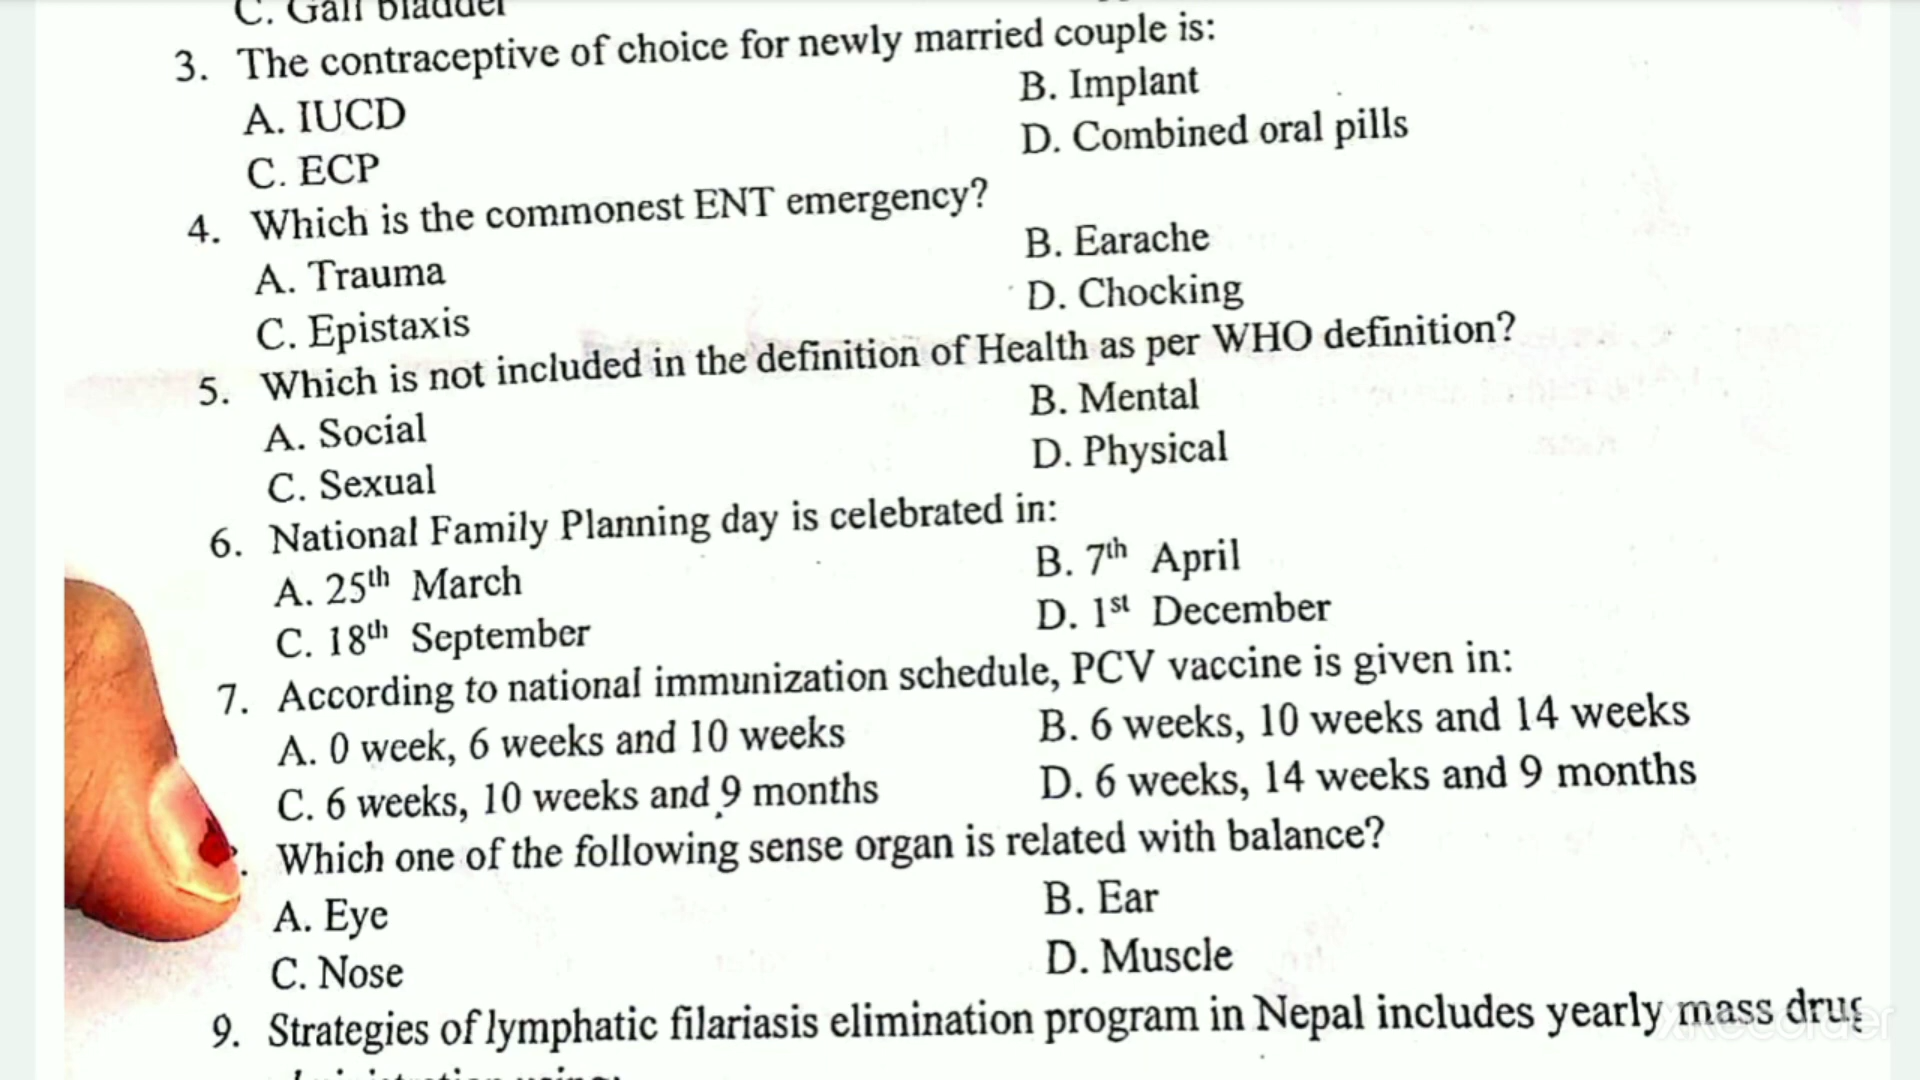 C. Gall bladder
3. The contraceptive of choice for newly married couple is:
A. IUCD
B. Implant
C. ECP
D. Combined oral pills
4. Which is the commonest ENT emergency?
A. Trauma
B. Earache
C. Epistaxis
D. Chocking
5. Which is not included in the definition of Health as per WHO definition?
A. Social
B. Mental
C. Sexual
D. Physical
6. National Family Planning day is celebrated in:
A. 25th March
B. 7th April
C. 18th September
D. 1st December
7. According to national immunization schedule, PCV vaccine is given in:
A. 0 week, 6 weeks and 10 weeks
B. 6 weeks, 10 weeks and 14 weeks
C. 6 weeks, 10 weeks and 9 months
D. 6 weeks, 14 weeks and 9 months
. Which one of the following sense organ is related with balance?
A. Eye
B. Ear
C. Nose
D. Muscle
9. Strategies of lymphatic filariasis elimination program in Nepal includes yearly mass drug
XRecorder